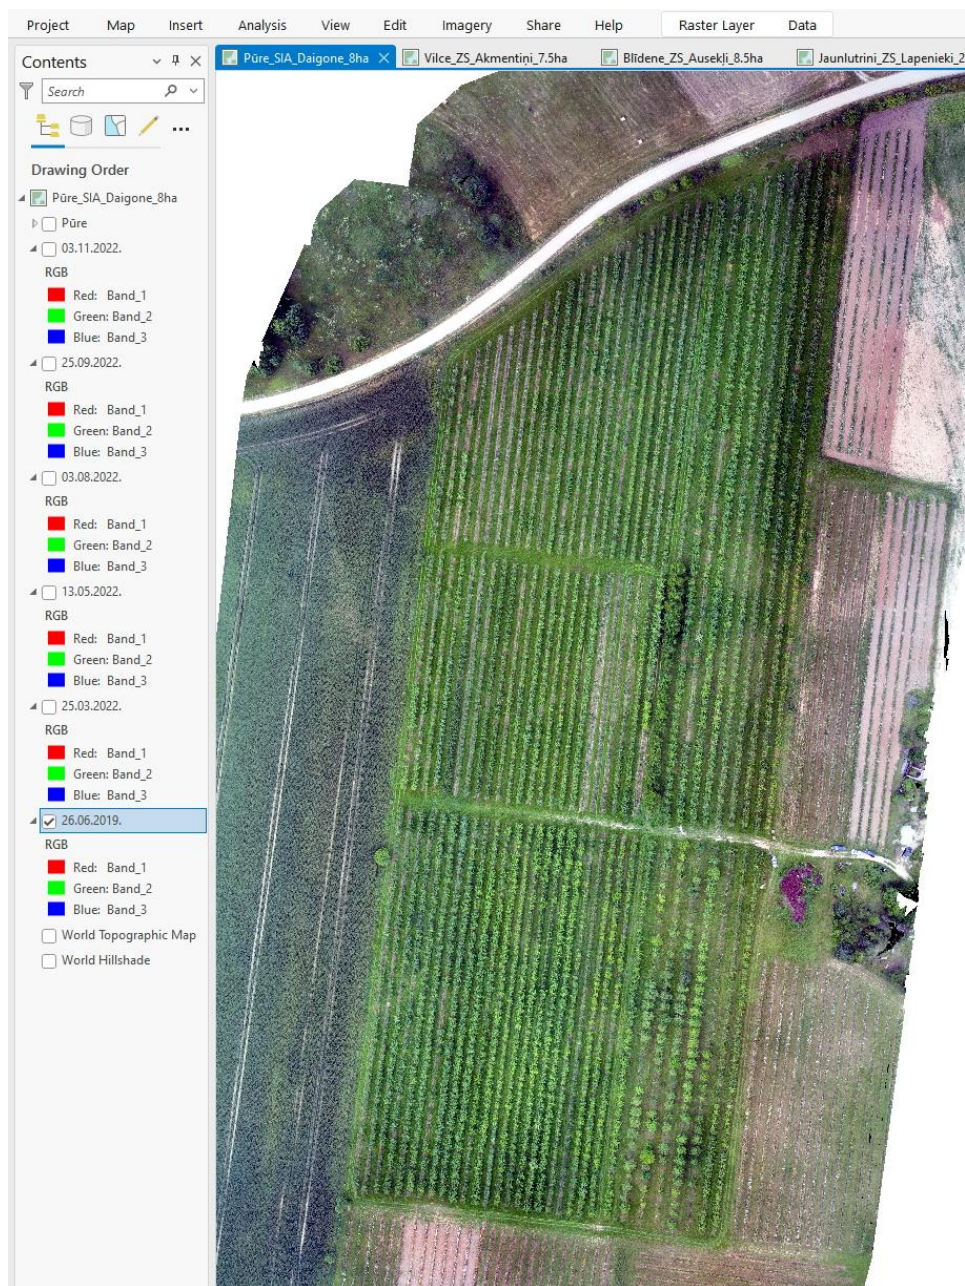 Project Map Insert Analysis View Edit Imagery Share Help Raster Layer Data
Contents
Pūre_SIA_Daigone_8ha Vilce_ZS_Akmentiņi_7.5ha Blīdene_ZS_Ausekļi_8.5ha Jaunlutrini_ZS_Lapenieki_2
Search
Drawing Order
Pūre_SIA_Daigone_8ha
Pūre
03.11.2022.
RGB
Red: Band_1
Green: Band_2
Blue: Band_3
25.09.2022.
RGB
Red: Band_1
Green: Band_2
Blue: Band_3
03.08.2022.
RGB
Red: Band_1
Green: Band_2
Blue: Band_3
13.05.2022.
RGB
Red: Band_1
Green: Band_2
Blue: Band_3
25.03.2022.
RGB
Red: Band_1
Green: Band_2
Blue: Band_3
26.06.2019.
RGB
Red: Band_1
Green: Band_2
Blue: Band_3
World Topographic Map
World Hillshade